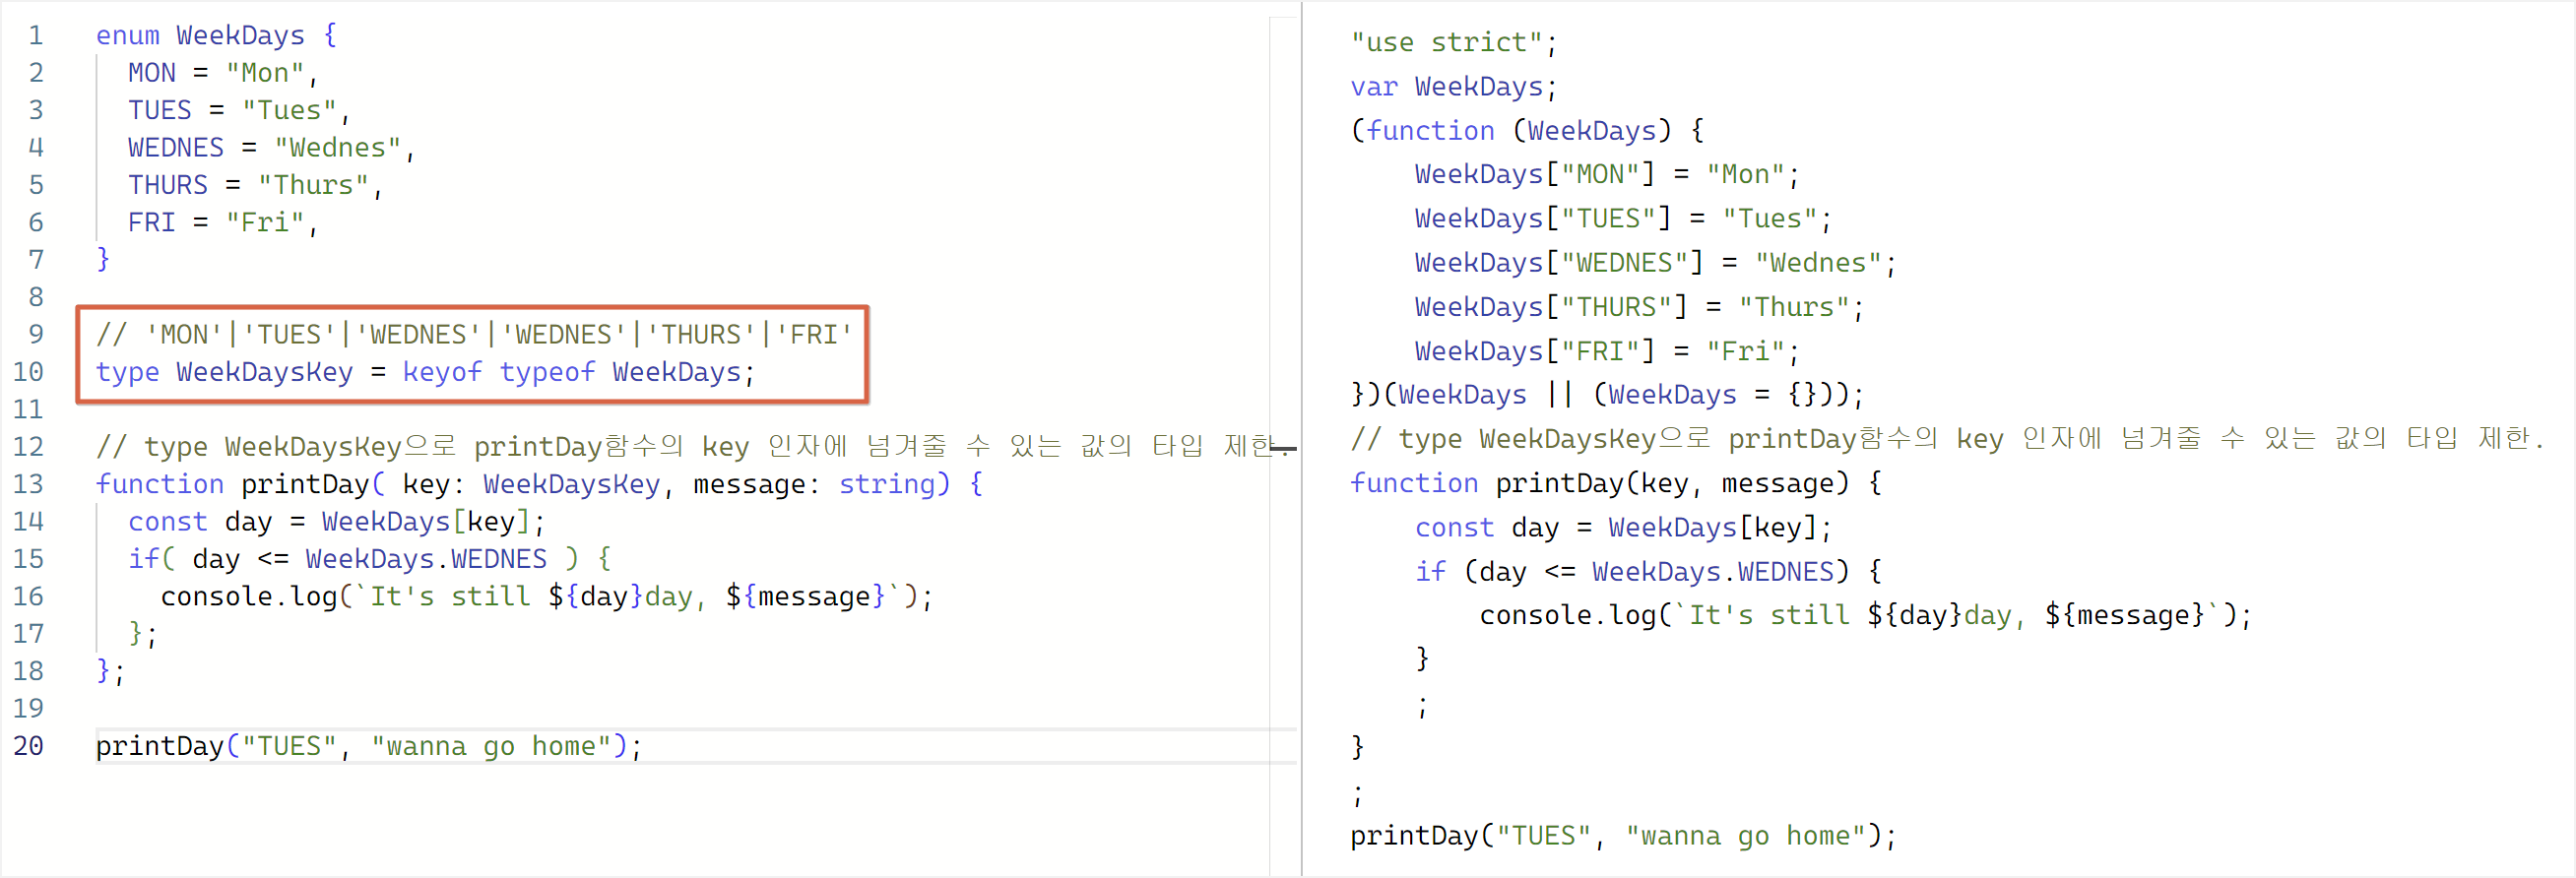 1 enum WeekDays {
2 MON = "Mon",
3 TUES = "Tues",
4 WEDNES = "Wednes",
5 THURS = "Thurs",
6 FRI = "Fri",
7 }
8
9 // 'MON'|'TUES'|'WEDNES'|'WEDNES'|'THURS'|'FRI'
10 type WeekDaysKey = keyof typeof WeekDays;
11
12 // type WeekDaysKey으로 printDay함수의 key 인자에 넘겨줄 수 있는 값의 타입 제한.
13 function printDay( key: WeekDaysKey, message: string) {
14 const day = WeekDays[key];
15 if( day <= WeekDays.WEDNES ) {
16 console.log(`It's still ${day}day, ${message}`);
17 };
18 };
19
20 printDay("TUES", "wanna go home");
"use strict";
var WeekDays;
(function (WeekDays) {
WeekDays["MON"] = "Mon";
WeekDays["TUES"] = "Tues";
WeekDays["WEDNES"] = "Wednes";
WeekDays["THURS"] = "Thurs";
WeekDays["FRI"] = "Fri";
})(WeekDays || (WeekDays = {}));
// type WeekDaysKey으로 printDay함수의 key 인자에 넘겨줄 수 있는 값의 타입 제한.
function printDay(key, message) {
const day = WeekDays[key];
if (day <= WeekDays.WEDNES) {
console.log(`It's still ${day}day, ${message}`);
}
;
}
;
printDay("TUES", "wanna go home");